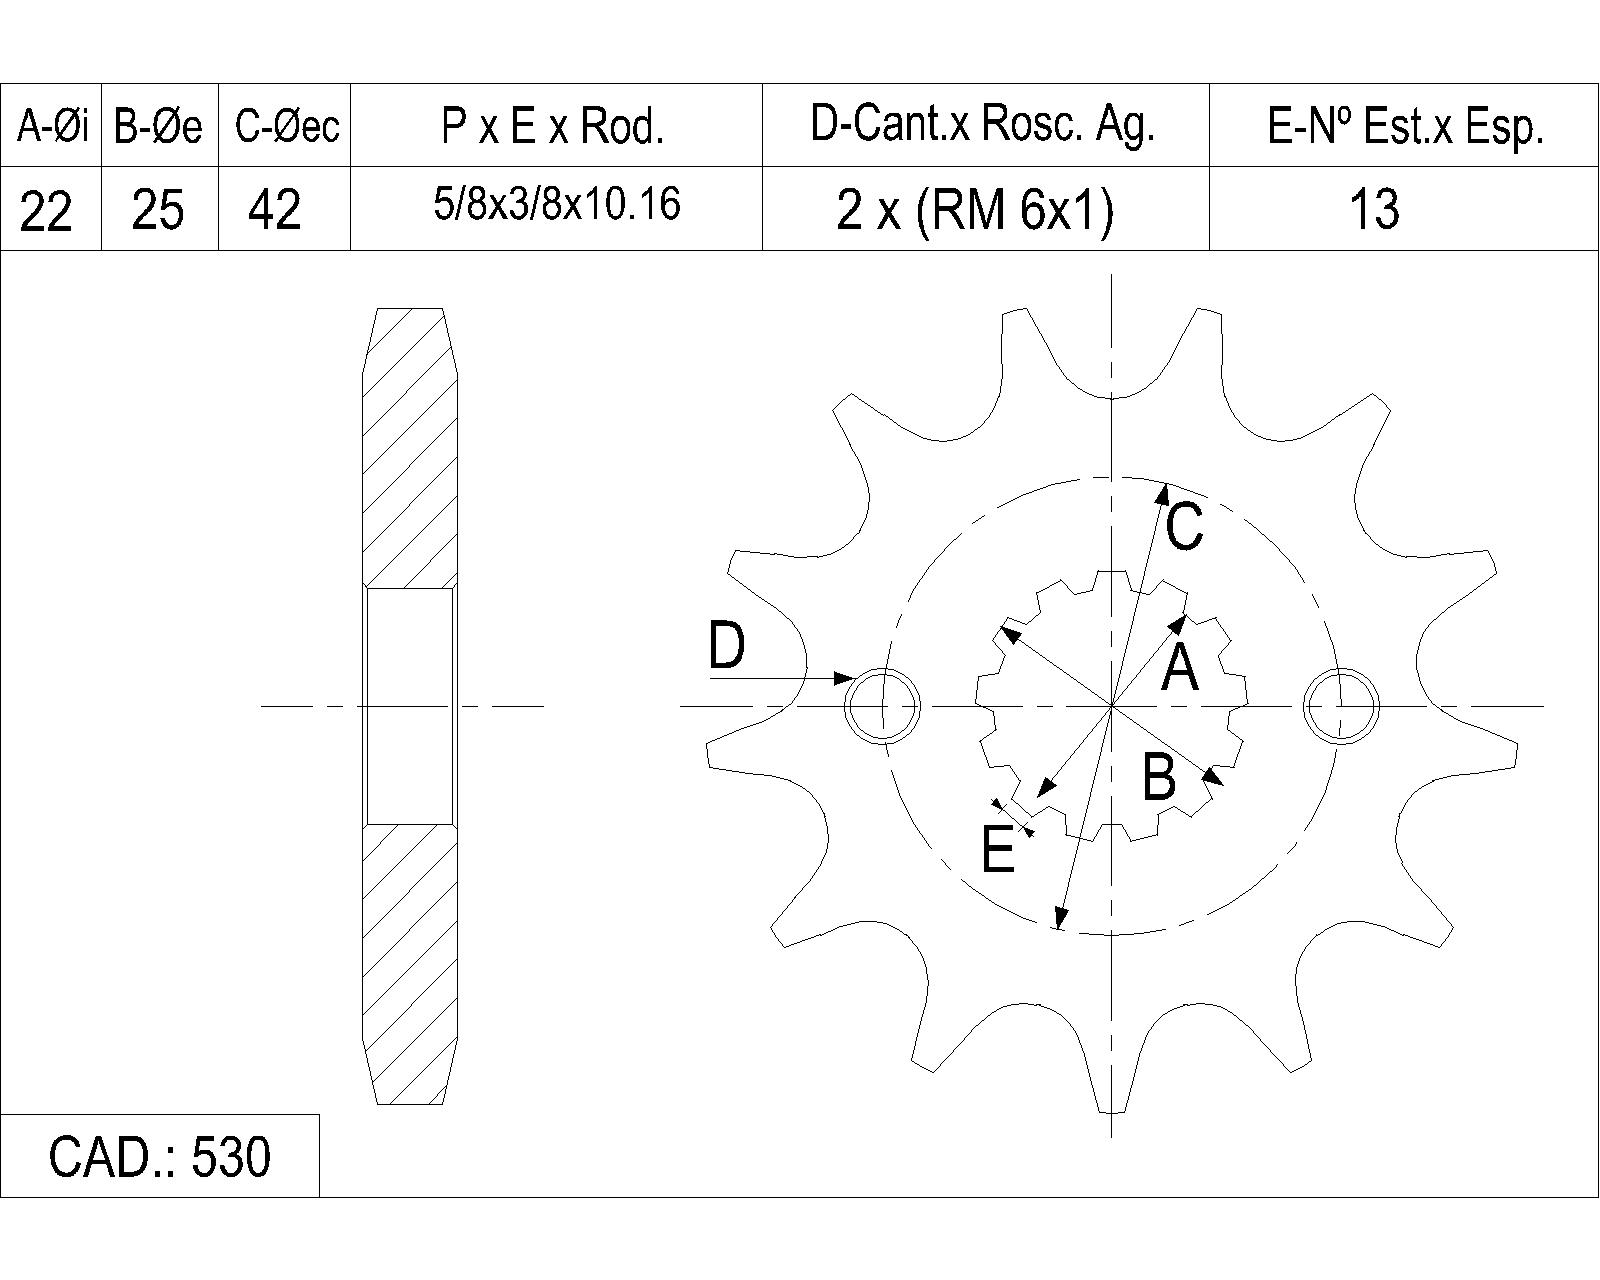 A-Øi B-Øe C-Øec P x E x Rod. D-Cant.x Rosc. Ag. E-Nº Est.x Esp.
22 25 42 5/8x3/8x10.16 2 x (RM 6x1) 13
C
D
A
B
E
CAD.: 530